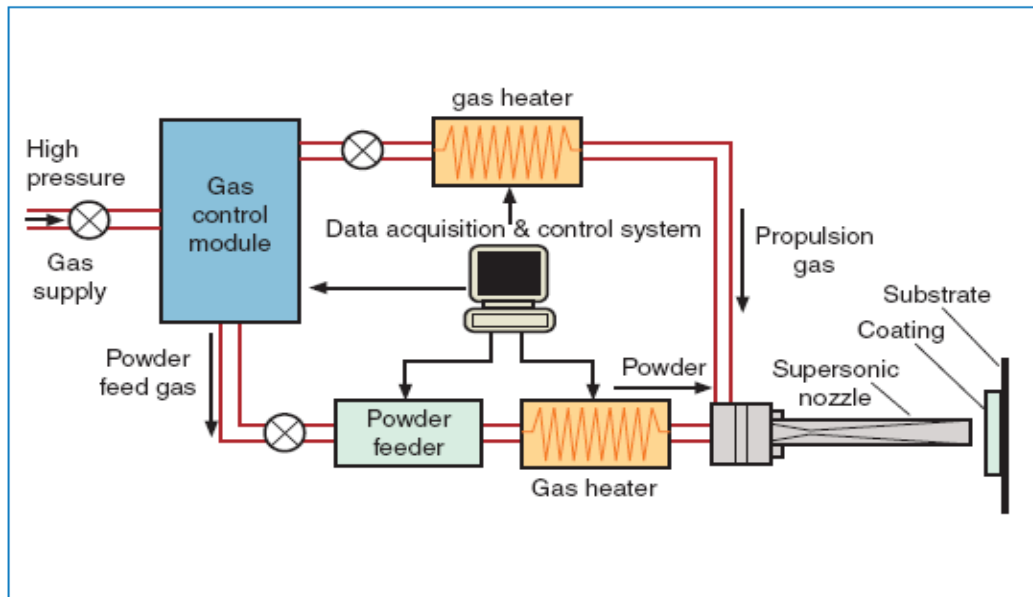 gas heater
High
pressure
Gas
control
module
Data acquisition & control system
Gas
supply
Propulsion
gas
Substrate
Coating
Powder
feed gas
Powder
Supersonic
nozzle
Powder
feeder
Gas heater